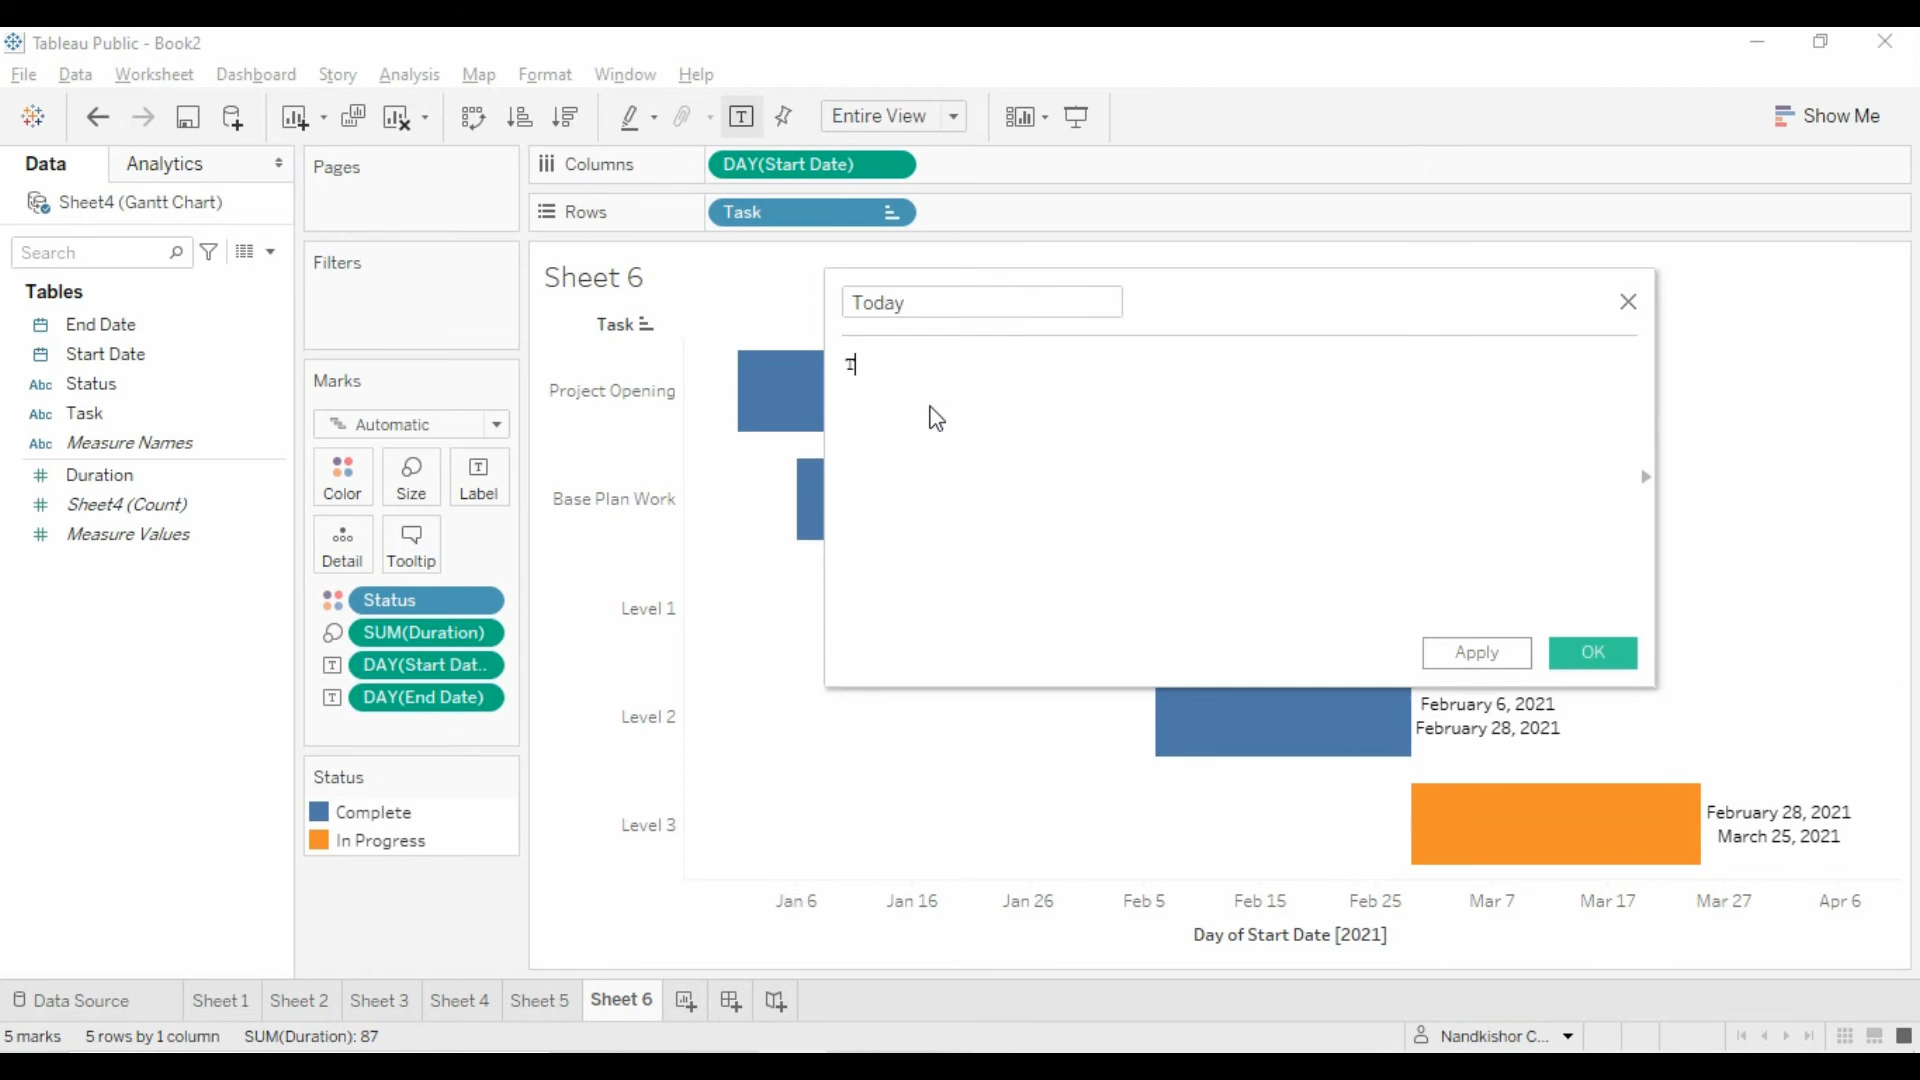 Tableau Public - Book2
File Data Worksheet Dashboard Story Analysis Map Format Window Help
Entire View
Show Me
Data
Analytics
Pages
Columns
DAY(Start Date)
Sheet4 (Gantt Chart)
Rows
Task
Search
Filters
Tables
End Date
Start Date
Abc Status
Abc Task
Abc Measure Names
Duration
Sheet4 (Count)
Measure Values
Marks
Automatic
Color
Size
Label
Detail
Tooltip
Status
SUM(Duration)
DAY(Start Dat..
DAY(End Date)
Status
Complete
In Progress
Sheet 6
Task
Project Opening
Base Plan Work
Level 1
Level 2
Level 3
Today
T
Apply
OK
February 6, 2021
February 28, 2021
February 28, 2021
March 25, 2021
Jan 6 Jan 16 Jan 26 Feb 5 Feb 15 Feb 25 Mar 7 Mar 17 Mar 27 Apr 6
Day of Start Date [2021]
Data Source Sheet 1 Sheet 2 Sheet 3 Sheet 4 Sheet 5 Sheet 6
5 marks 5 rows by 1 column SUM(Duration): 87
Nandkishor C...